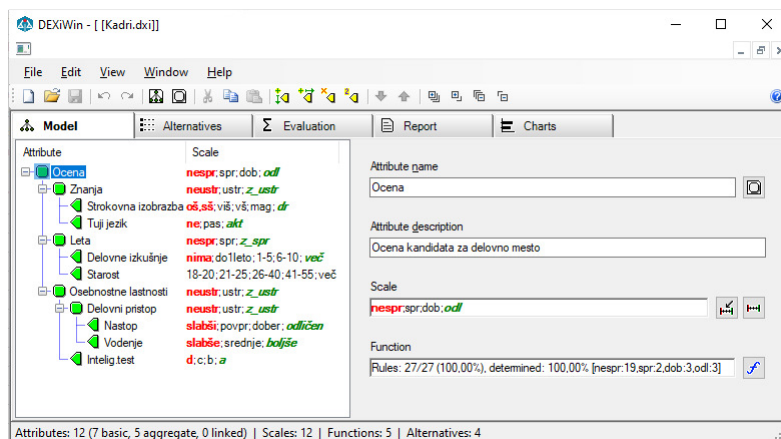 DEXiWin - [ [Kadri.dxi]]
File Edit View Window Help
Model Alternatives Evaluation Report Charts
Attribute Scale
Ocena nespr;spr;dob;odl
Znanja neustr;ustr;z_ustr
Strokovna izobrazba oš,sš;viš;vš;mag;dr
Tuji jezik ne;pas;akt
Leta nespr;spr;z_spr
Delovne izkušnje nima;do1leto;1-5;6-10;več
Starost 18-20;21-25;26-40;41-55;več
Osebnostne lastnosti neustr;ustr;z_ustr
Delovni pristop neustr;ustr;z_ustr
Nastop slabši;povpr;dober;odličen
Vodenje slabše;srednje;boljše
Intelig.test d;c;b;a
Attribute name
Ocena
Attribute description
Ocena kandidata za delovno mesto
Scale
nespr;spr;dob;odl
Function
Rules: 27/27 (100,00%), determined: 100,00% [nespr:19,spr:2,dob:3,odl:3]
Attributes: 12 (7 basic, 5 aggregate, 0 linked) | Scales: 12 | Functions: 5 | Alternatives: 4